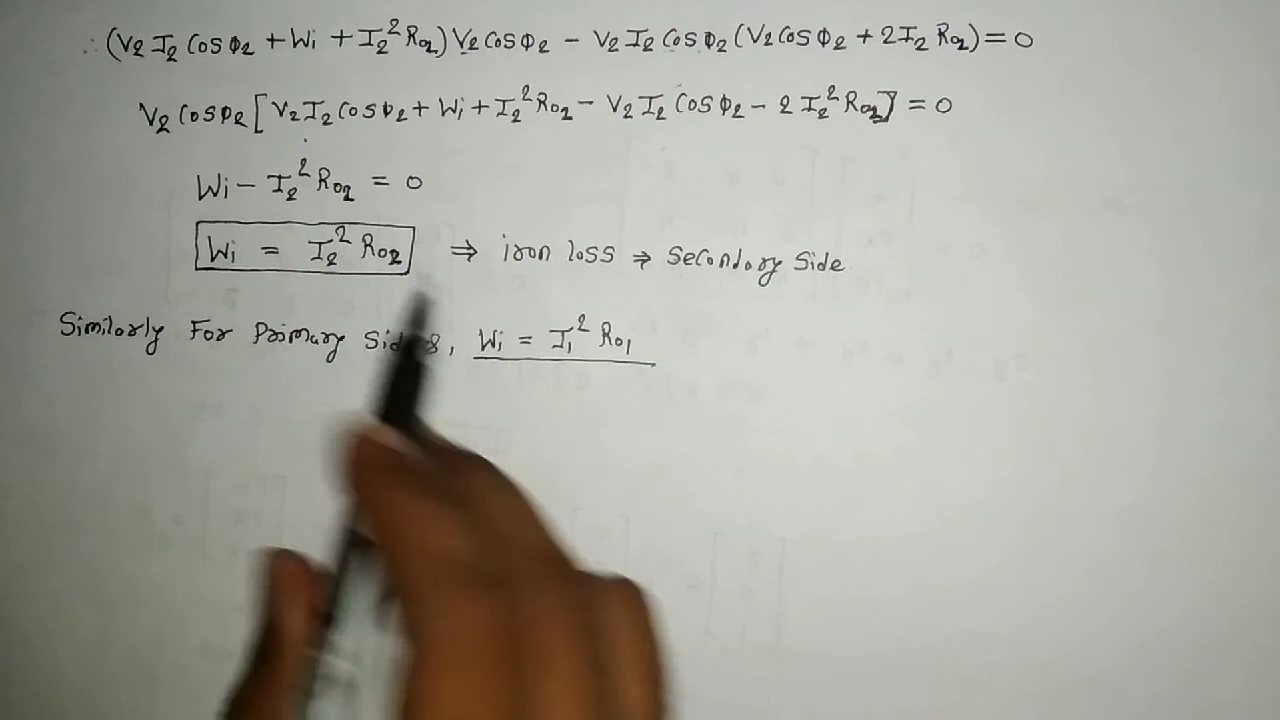 ∴ (V₂ I₂ Cos Φ₂ + Wi + I₂² R₀₂) V₂ Cos Φ₂ − V₂ I₂ Cos Φ₂ (V₂ Cos Φ₂ + 2 I₂ R₀₂) = 0
V₂ Cos Φ₂ [V₂ I₂ Cos Φ₂ + Wi + I₂² R₀₂ − V₂ I₂ Cos Φ₂ − 2 I₂² R₀₂] = 0
Wi − I₂² R₀₂ = 0
Wi = I₂² R₀₂ ⇒ iron loss ⇒ Secondary Side
Similarly For Primary Side, Wi = I₁² R₀₁